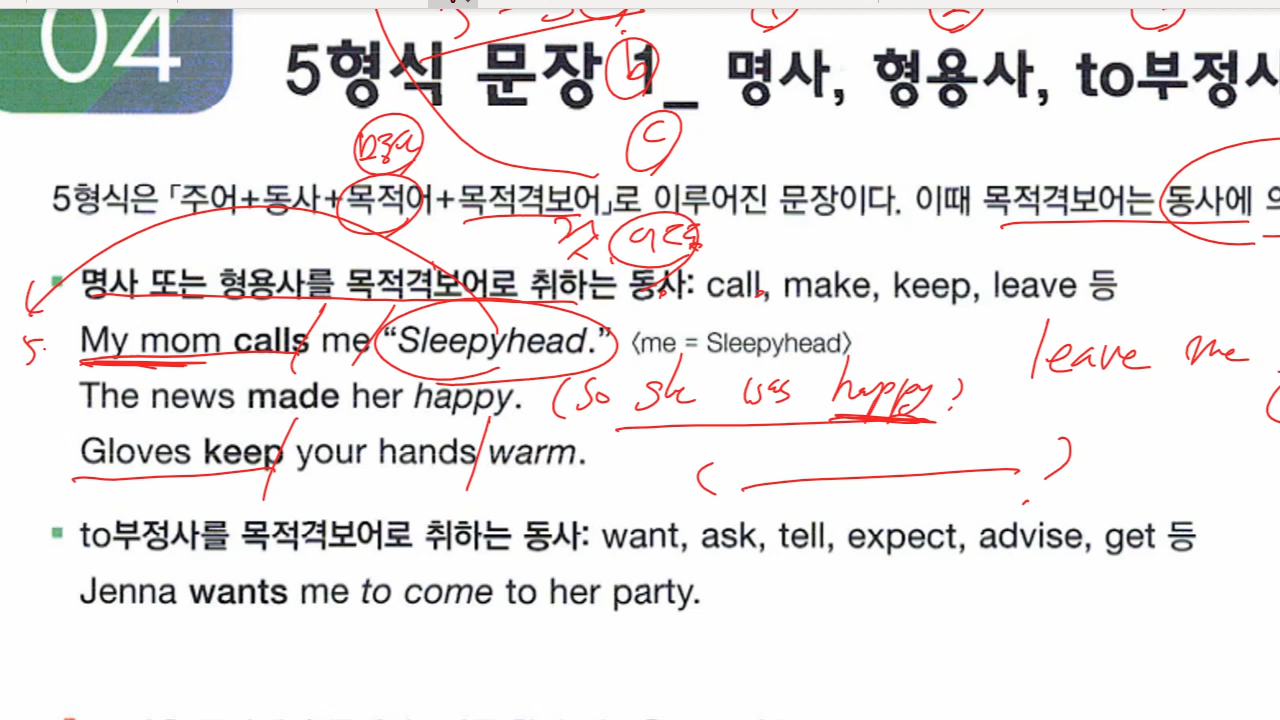 04
5형식 문장 1_ 명사, 형용사, to부정사
b
c
5형식은 「주어+동사+목적어+목적격보어」로 이루어진 문장이다. 이때 목적격보어는 동사에
명사 또는 형용사를 목적격보어로 취하는 동사: call, make, keep, leave 등
5.
My mom calls me “Sleepyhead.” 〈me = Sleepyhead〉
leave me
The news made her happy. (So she was happy)
Gloves keep your hands warm.
( )
to부정사를 목적격보어로 취하는 동사: want, ask, tell, expect, advise, get 등
Jenna wants me to come to her party.